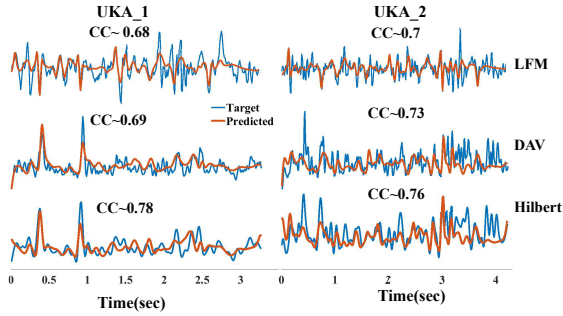 UKA_1 UKA_2
CC~ 0.68 CC~0.7
LFM
Target
Predicted
CC~0.69 CC~0.73
DAV
CC~0.78 CC~0.76
Hilbert
0 0.5 1 1.5 2 2.5 3 0 1 2 3 4
Time(sec) Time(sec)